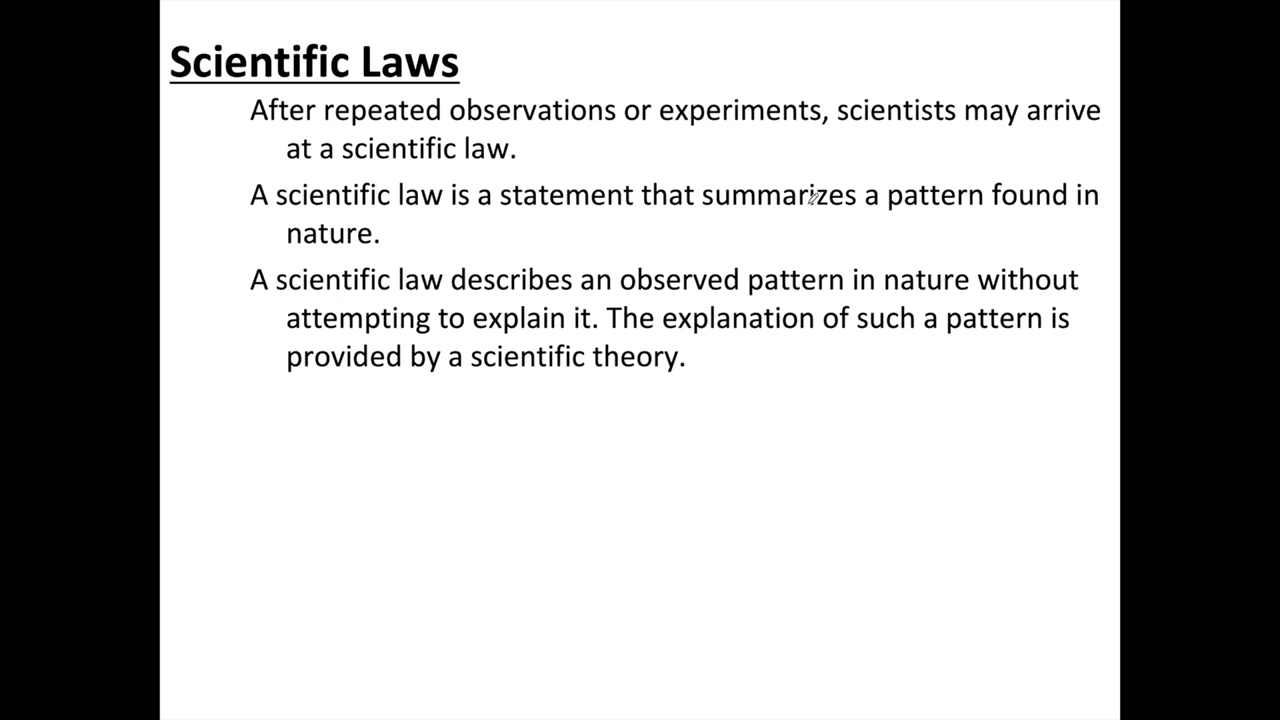 Scientific Laws
After repeated observations or experiments, scientists may arrive
at a scientific law.
A scientific law is a statement that summarizes a pattern found in
nature.
A scientific law describes an observed pattern in nature without
attempting to explain it. The explanation of such a pattern is
provided by a scientific theory.